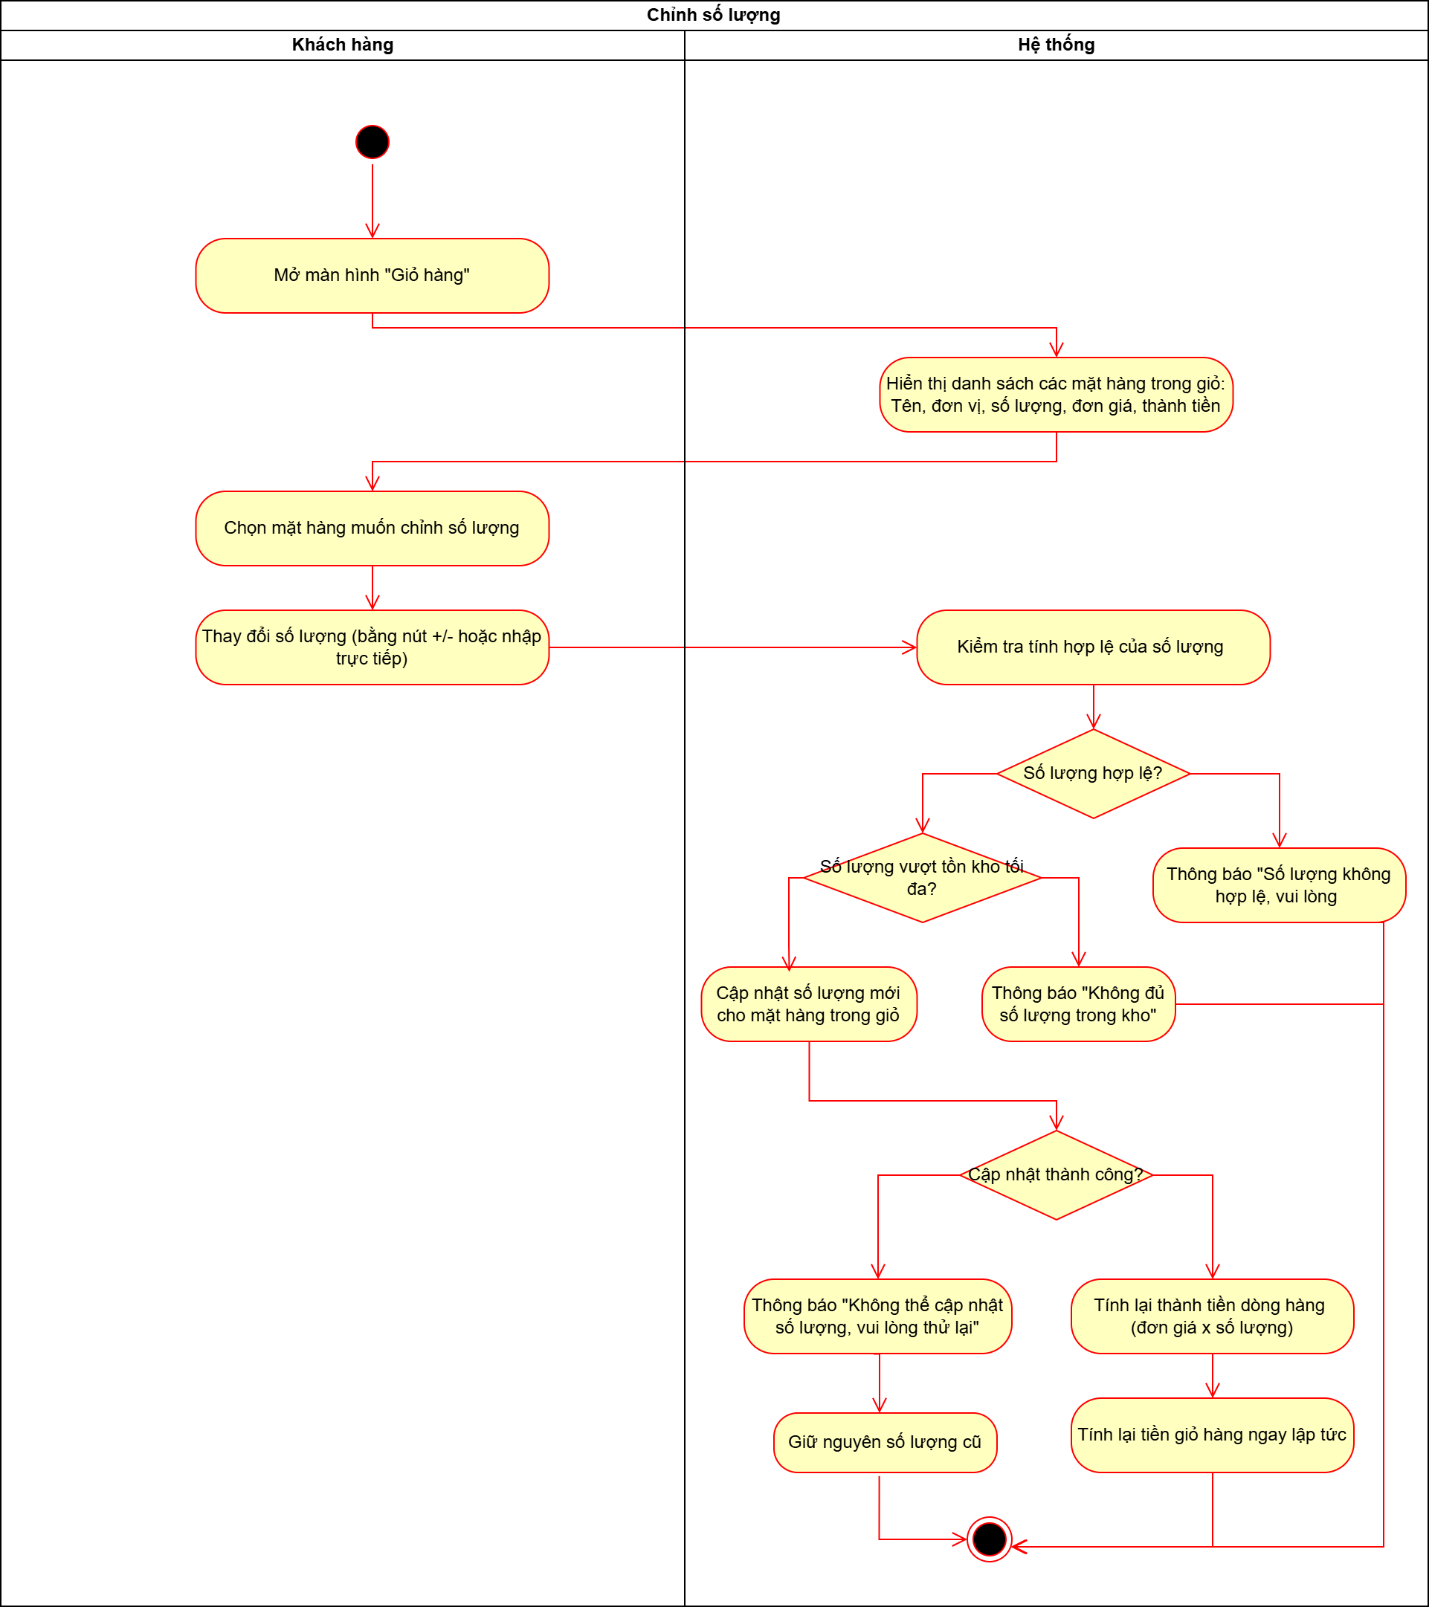 Chỉnh số lượng
Khách hàng
Hệ thống
Mở màn hình "Giỏ hàng"
Hiển thị danh sách các mặt hàng trong giỏ:
Tên, đơn vị, số lượng, đơn giá, thành tiền
Chọn mặt hàng muốn chỉnh số lượng
Thay đổi số lượng (bằng nút +/- hoặc nhập
trực tiếp)
Kiểm tra tính hợp lệ của số lượng
Số lượng hợp lệ?
Số lượng vượt tồn kho tối
đa?
Thông báo "Số lượng không
hợp lệ, vui lòng
Cập nhật số lượng mới
cho mặt hàng trong giỏ
Thông báo "Không đủ
số lượng trong kho"
Cập nhật thành công?
Thông báo "Không thể cập nhật
số lượng, vui lòng thử lại"
Tính lại thành tiền dòng hàng
(đơn giá x số lượng)
Giữ nguyên số lượng cũ
Tính lại tiền giỏ hàng ngay lập tức